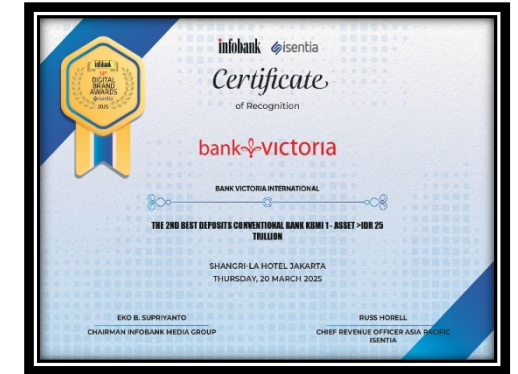 infobank isentia
Certificate
of Recognition
infobank
14th
DIGITAL
BRAND
AWARDS
isentia
2025
bank victoria
BANK VICTORIA INTERNATIONAL
THE 2ND BEST DEPOSITS CONVENTIONAL BANK KBMI 1 - ASSET >IDR 25
TRILLION
SHANGRI-LA HOTEL JAKARTA
THURSDAY, 20 MARCH 2025
EKO B. SUPRIYANTO
CHAIRMAN INFOBANK MEDIA GROUP
RUSS HORELL
CHIEF REVENUE OFFICER ASIA PACIFIC
ISENTIA